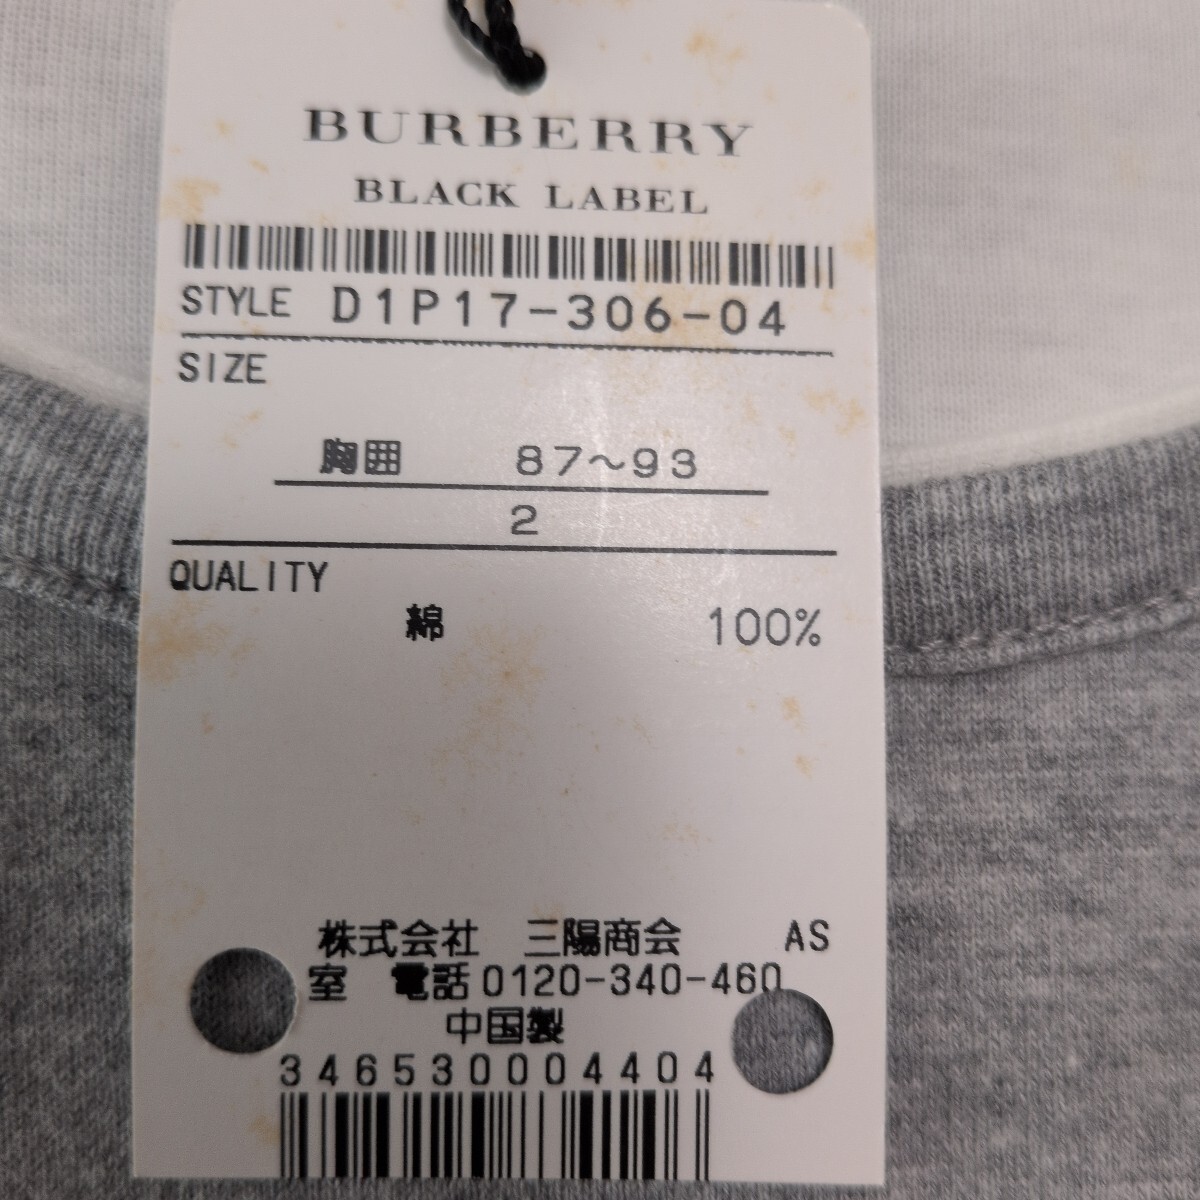 BURBERRY
BLACK LABEL
STYLE D1P17-306-04
SIZE
胸囲 87～93
2
QUALITY
綿 100%
株式会社 三陽商会 AS
室 電話0120-340-460
中国製
346530004404